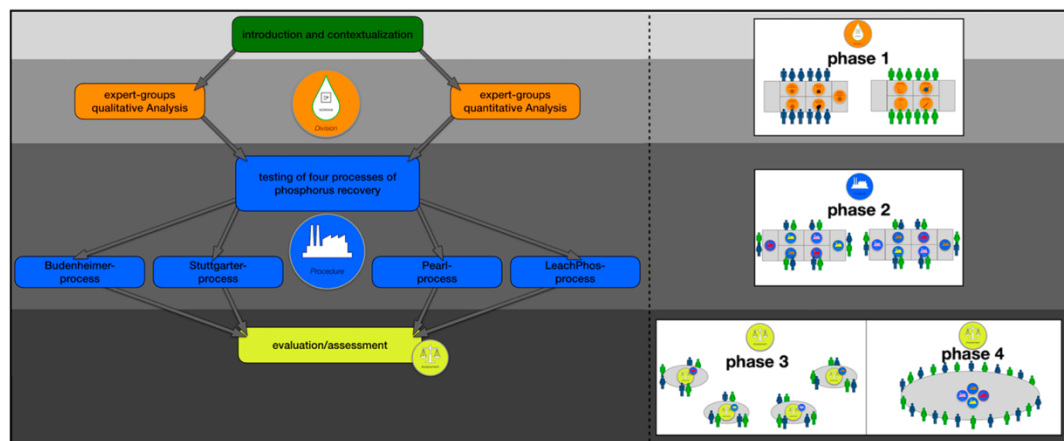 introduction and contextualization
phase 1
expert-groups
qualitative Analysis
Division
expert-groups
quantitative Analysis
testing of four processes of
phosphorus recovery
phase 2
Budenheimer-
process
Stuttgarter-
process
Procedure
Pearl-
process
LeachPhos-
process
evaluation/assessment
Assessment
phase 3
phase 4